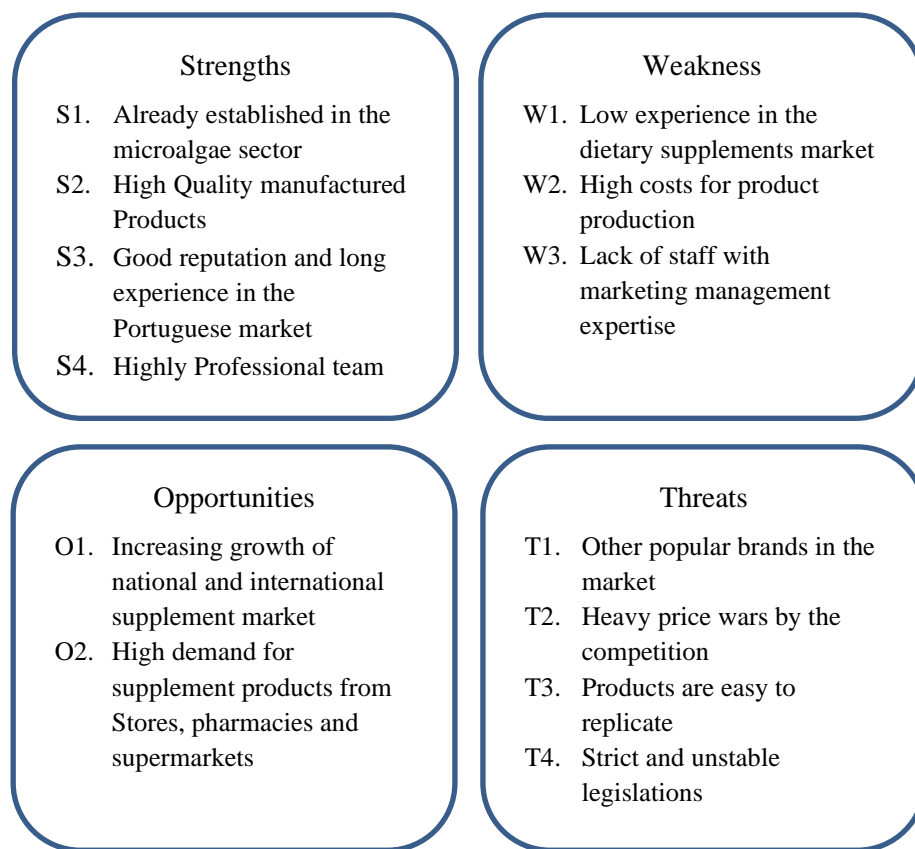 Strengths
S1. Already established in the
microalgae sector
S2. High Quality manufactured
Products
S3. Good reputation and long
experience in the
Portuguese market
S4. Highly Professional team
Weakness
W1. Low experience in the
dietary supplements market
W2. High costs for product
production
W3. Lack of staff with
marketing management
expertise
Opportunities
O1. Increasing growth of
national and international
supplement market
O2. High demand for
supplement products from
Stores, pharmacies and
supermarkets
Threats
T1. Other popular brands in the
market
T2. Heavy price wars by the
competition
T3. Products are easy to
replicate
T4. Strict and unstable
legislations